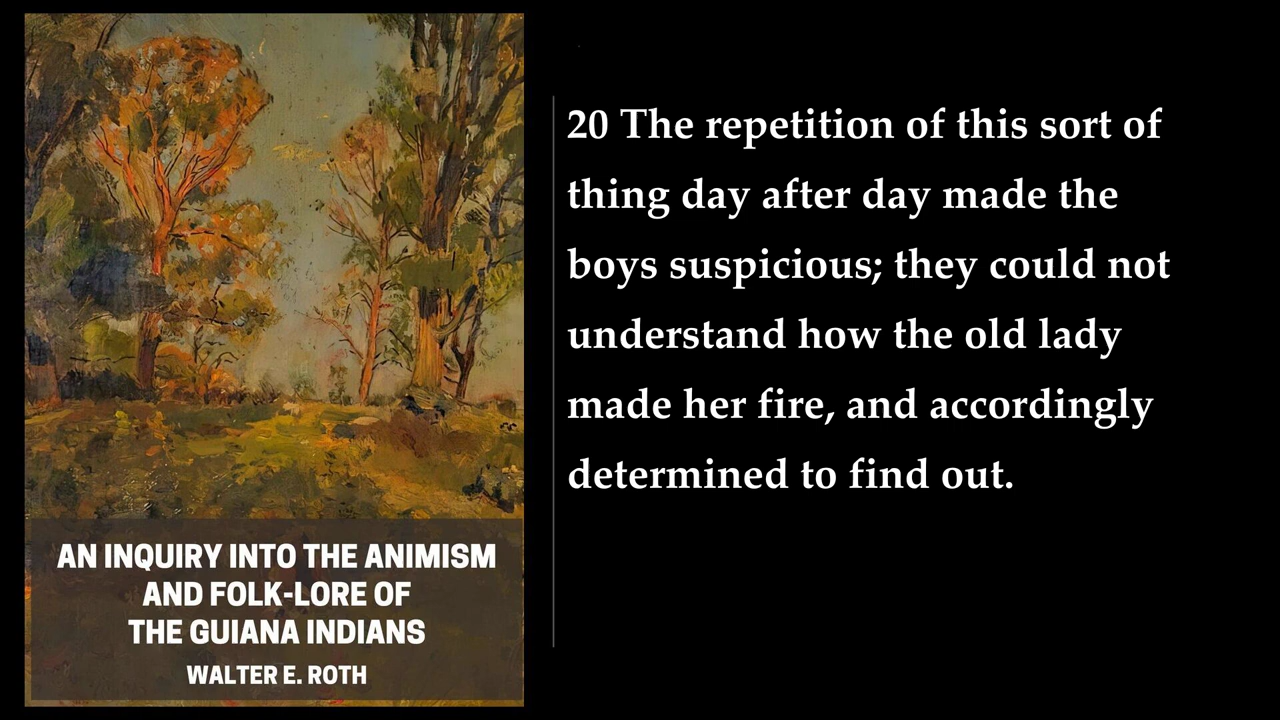 20 The repetition of this sort of
thing day after day made the
boys suspicious; they could not
understand how the old lady
made her fire, and accordingly
determined to find out.
AN INQUIRY INTO THE ANIMISM
AND FOLK-LORE OF
THE GUIANA INDIANS
WALTER E. ROTH